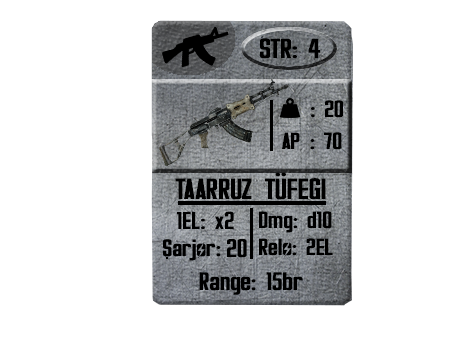 STR: 4
: 20
AP : 70
TAARRUZ TÜFEGI
1EL: x2 Dmg: d10
Şarjør: 20 Relø: 2EL
Range: 15br